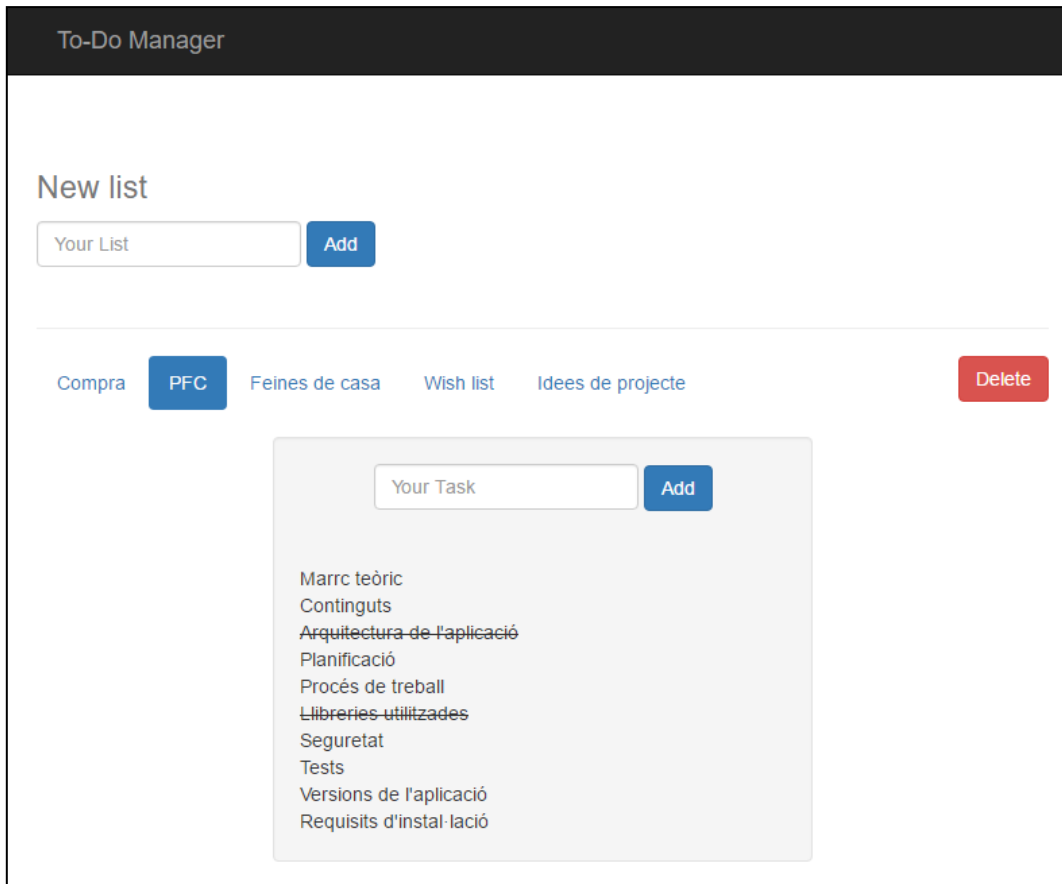 To-Do Manager
New list
Your List Add
Compra PFC Feines de casa Wish list Idees de projecte Delete
Your Task Add
Marrc teòric
Continguts
Arquitectura de l'aplicació
Planificació
Procés de treball
Llibreries utilitzades
Seguretat
Tests
Versions de l'aplicació
Requisits d'instal·lació